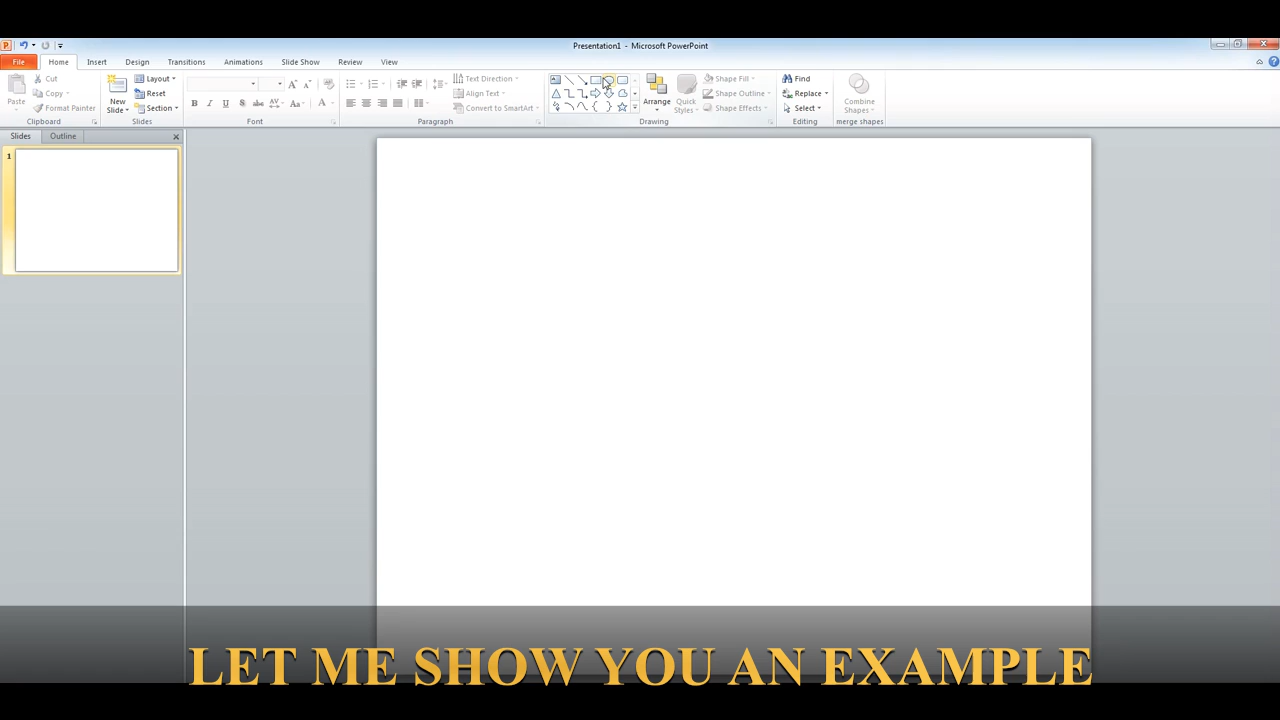 Presentation1 - Microsoft PowerPoint
File Home Insert Design Transitions Animations Slide Show Review View
Cut Layout Text Direction Shape Fill Find
Paste Copy New Slide Reset Align Text Arrange Quick Styles Shape Outline Replace Combine Shapes
Format Painter Section B I U S abc AV Aa A Convert to SmartArt Shape Effects Select
Clipboard Slides Font Paragraph Drawing Editing merge shapes
Slides Outline
1
LET ME SHOW YOU AN EXAMPLE